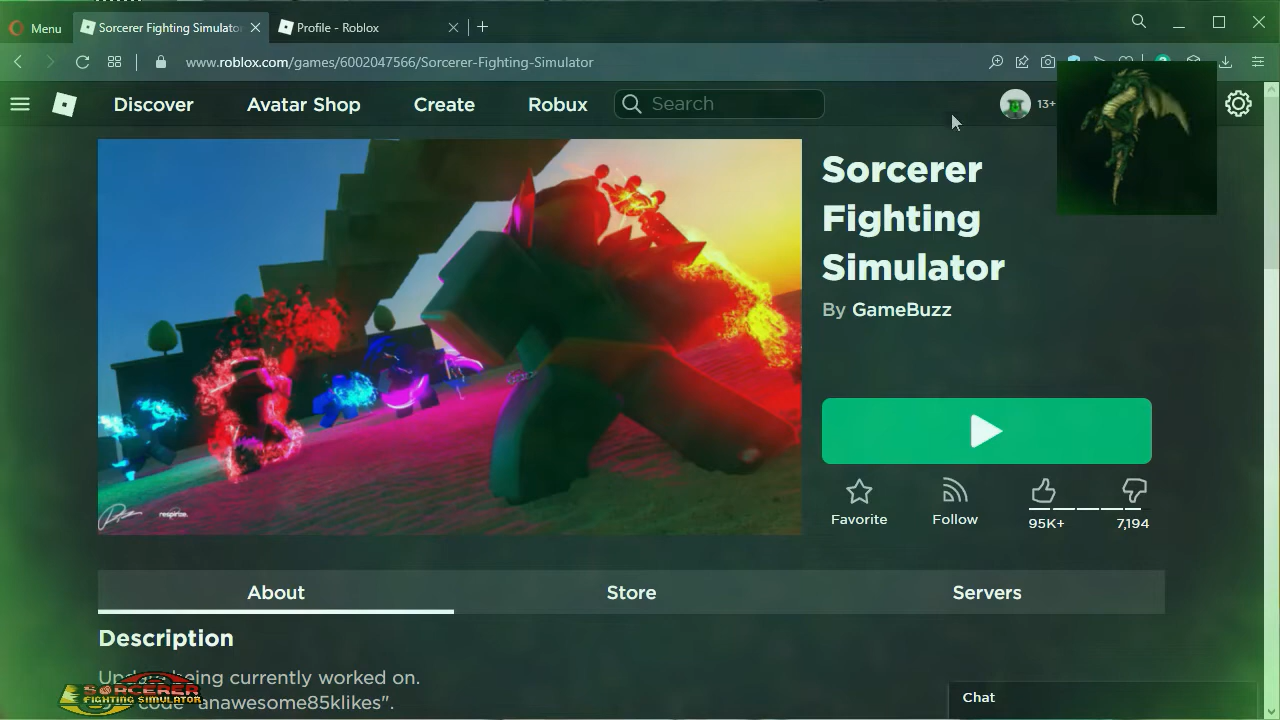 Menu
Sorcerer Fighting Simulator
Profile - Roblox
www.roblox.com/games/6002047566/Sorcerer-Fighting-Simulator
Discover
Avatar Shop
Create
Robux
Search
13+
Sorcerer
Fighting
Simulator
By GameBuzz
respirize.
Favorite
Follow
95K+
7,194
About
Store
Servers
Description
being currently worked on.
code "anawesome85klikes".
SORCERER
FIGHTING SIMULATOR
Chat